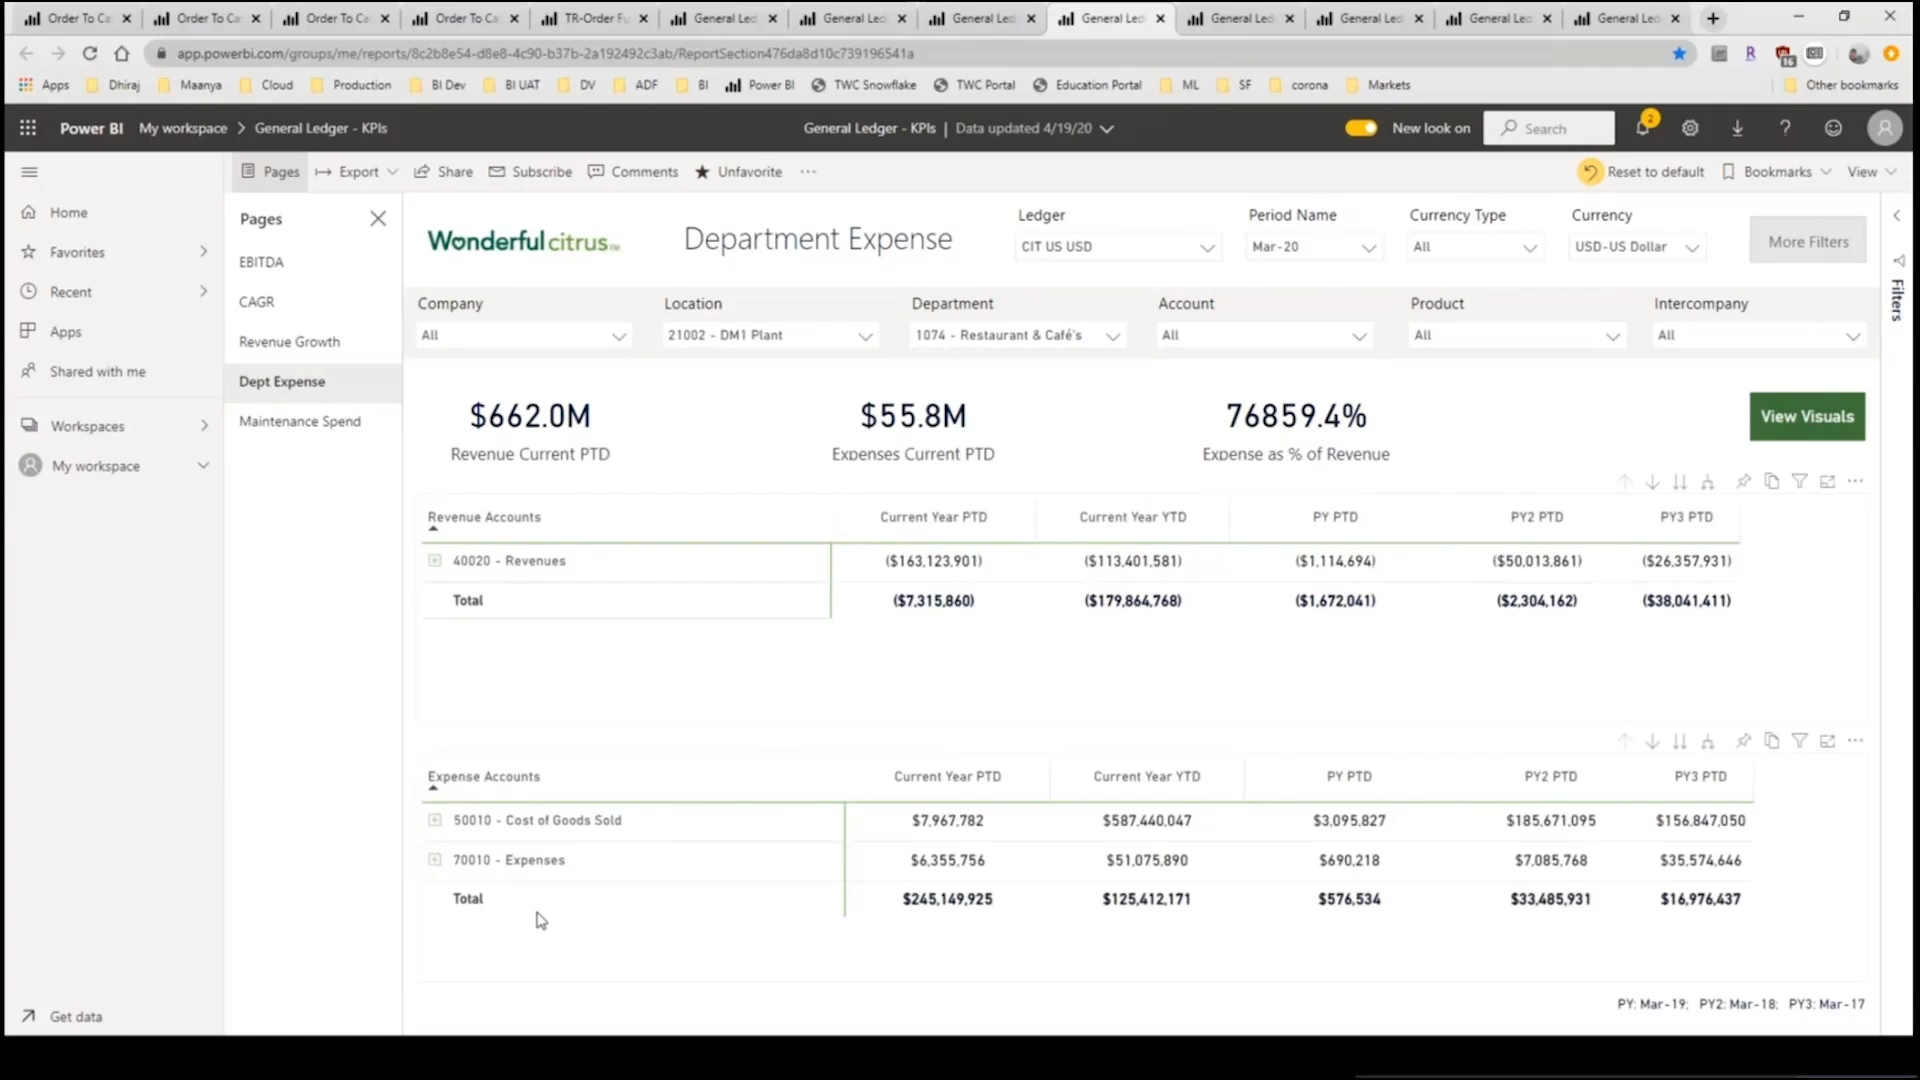 Order To Ca Order To Ca Order To Ca Order To Ca TR-Order Fu General Led General Led General Led General Led General Led General Led General Led General Led
app.powerbi.com/groups/me/reports/8c2b8e54-d8e8-4c90-b37b-2a192492c3ab/ReportSection476da8d10c739196541a
Apps Dhiraj Maanya Cloud Production BI Dev BI UAT DV ADF BI Power BI TWC Snowflake TWC Portal Education Portal ML SF corona Markets Other bookmarks
Power BI My workspace > General Ledger - KPIs General Ledger - KPIs | Data updated 4/19/20 New look on Search 2
Pages Export Share Subscribe Comments Unfavorite ... Reset to default Bookmarks View
Home
Favorites
Recent
Apps
Shared with me
Workspaces
My workspace
Get data
Pages
EBITDA
CAGR
Revenue Growth
Dept Expense
Maintenance Spend
Wonderful citrus™ Department Expense
Ledger Period Name Currency Type Currency
CIT US USD Mar-20 All USD-US Dollar More Filters
Filters
Company Location Department Account Product Intercompany
All 21002 - DM1 Plant 1074 - Restaurant & Café's All All All
$662.0M $55.8M 76859.4% View Visuals
Revenue Current PTD Expenses Current PTD Expense as % of Revenue
Revenue Accounts Current Year PTD Current Year YTD PY PTD PY2 PTD PY3 PTD
40020 - Revenues ($163,123,901) ($113,401,581) ($1,114,694) ($50,013,861) ($26,357,931)
Total ($7,315,860) ($179,864,768) ($1,672,041) ($2,304,162) ($38,041,411)
Expense Accounts Current Year PTD Current Year YTD PY PTD PY2 PTD PY3 PTD
50010 - Cost of Goods Sold $7,967,782 $587,440,047 $3,095,827 $185,671,095 $156,847,050
70010 - Expenses $6,355,756 $51,075,890 $690,218 $7,085,768 $35,574,646
Total $245,149,925 $125,412,171 $576,534 $33,485,931 $16,976,437
PY: Mar-19; PY2: Mar-18; PY3: Mar-17